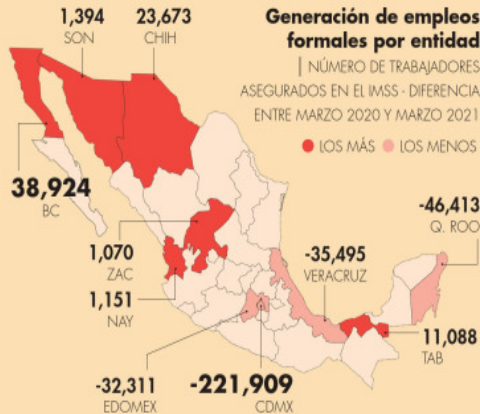 Generación de empleos
formales por entidad
| NÚMERO DE TRABAJADORES
ASEGURADOS EN EL IMSS - DIFERENCIA
ENTRE MARZO 2020 Y MARZO 2021
LOS MÁS LOS MENOS
1,394
SON
23,673
CHIH
38,924
BC
1,070
ZAC
1,151
NAY
-46,413
Q. ROO
-35,495
VERACRUZ
11,088
TAB
-32,311
EDOMEX
-221,909
CDMX